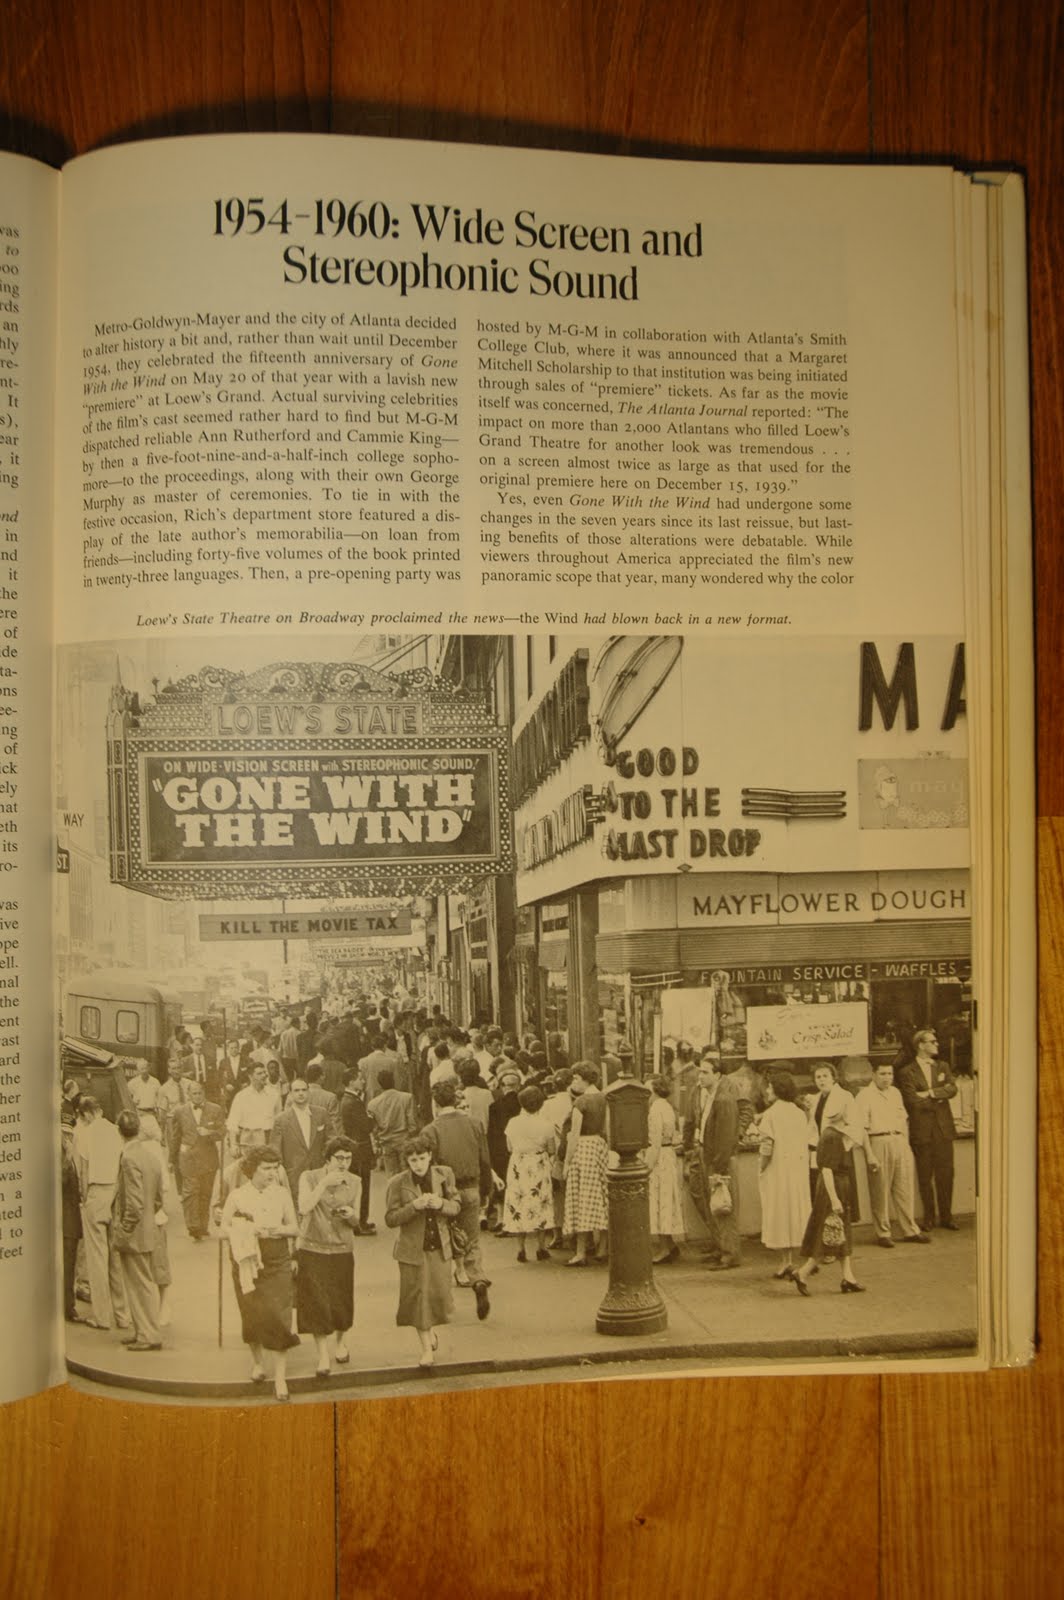 1954–1960: Wide Screen and
Stereophonic Sound
Metro-Goldwyn-Mayer and the city of Atlanta decided
to alter history a bit and, rather than wait until December
1954, they celebrated the fifteenth anniversary of Gone
With the Wind on May 20 of that year with a lavish new
"premiere" at Loew's Grand. Actual surviving celebrities
of the film's cast seemed rather hard to find but M-G-M
dispatched reliable Ann Rutherford and Cammie King—
by then a five-foot-nine-and-a-half-inch college sopho-
more—to the proceedings, along with their own George
Murphy as master of ceremonies. To tie in with the
festive occasion, Rich's department store featured a dis-
play of the late author's memorabilia—on loan from
friends—including forty-five volumes of the book printed
in twenty-three languages. Then, a pre-opening party was
hosted by M-G-M in collaboration with Atlanta's Smith
College Club, where it was announced that a Margaret
Mitchell Scholarship to that institution was being initiated
through sales of "premiere" tickets. As far as the movie
itself was concerned, The Atlanta Journal reported: "The
impact on more than 2,000 Atlantans who filled Loew's
Grand Theatre for another look was tremendous . . .
on a screen almost twice as large as that used for the
original premiere here on December 15, 1939."
Yes, even Gone With the Wind had undergone some
changes in the seven years since its last reissue, but last-
ing benefits of those alterations were debatable. While
viewers throughout America appreciated the film's new
panoramic scope that year, many wondered why the color
Loew's State Theatre on Broadway proclaimed the news—the Wind had blown back in a new format.
LOEW'S STATE
ON WIDE-VISION SCREEN with STEREOPHONIC SOUND!
"GONE WITH
THE WIND"
WAY
ST
KILL THE MOVIE TAX
GOOD
TO THE
LAST DROP
MA
MAYFLOWER DOUGH
FOUNTAIN SERVICE - WAFFLES -
Crisp Salad